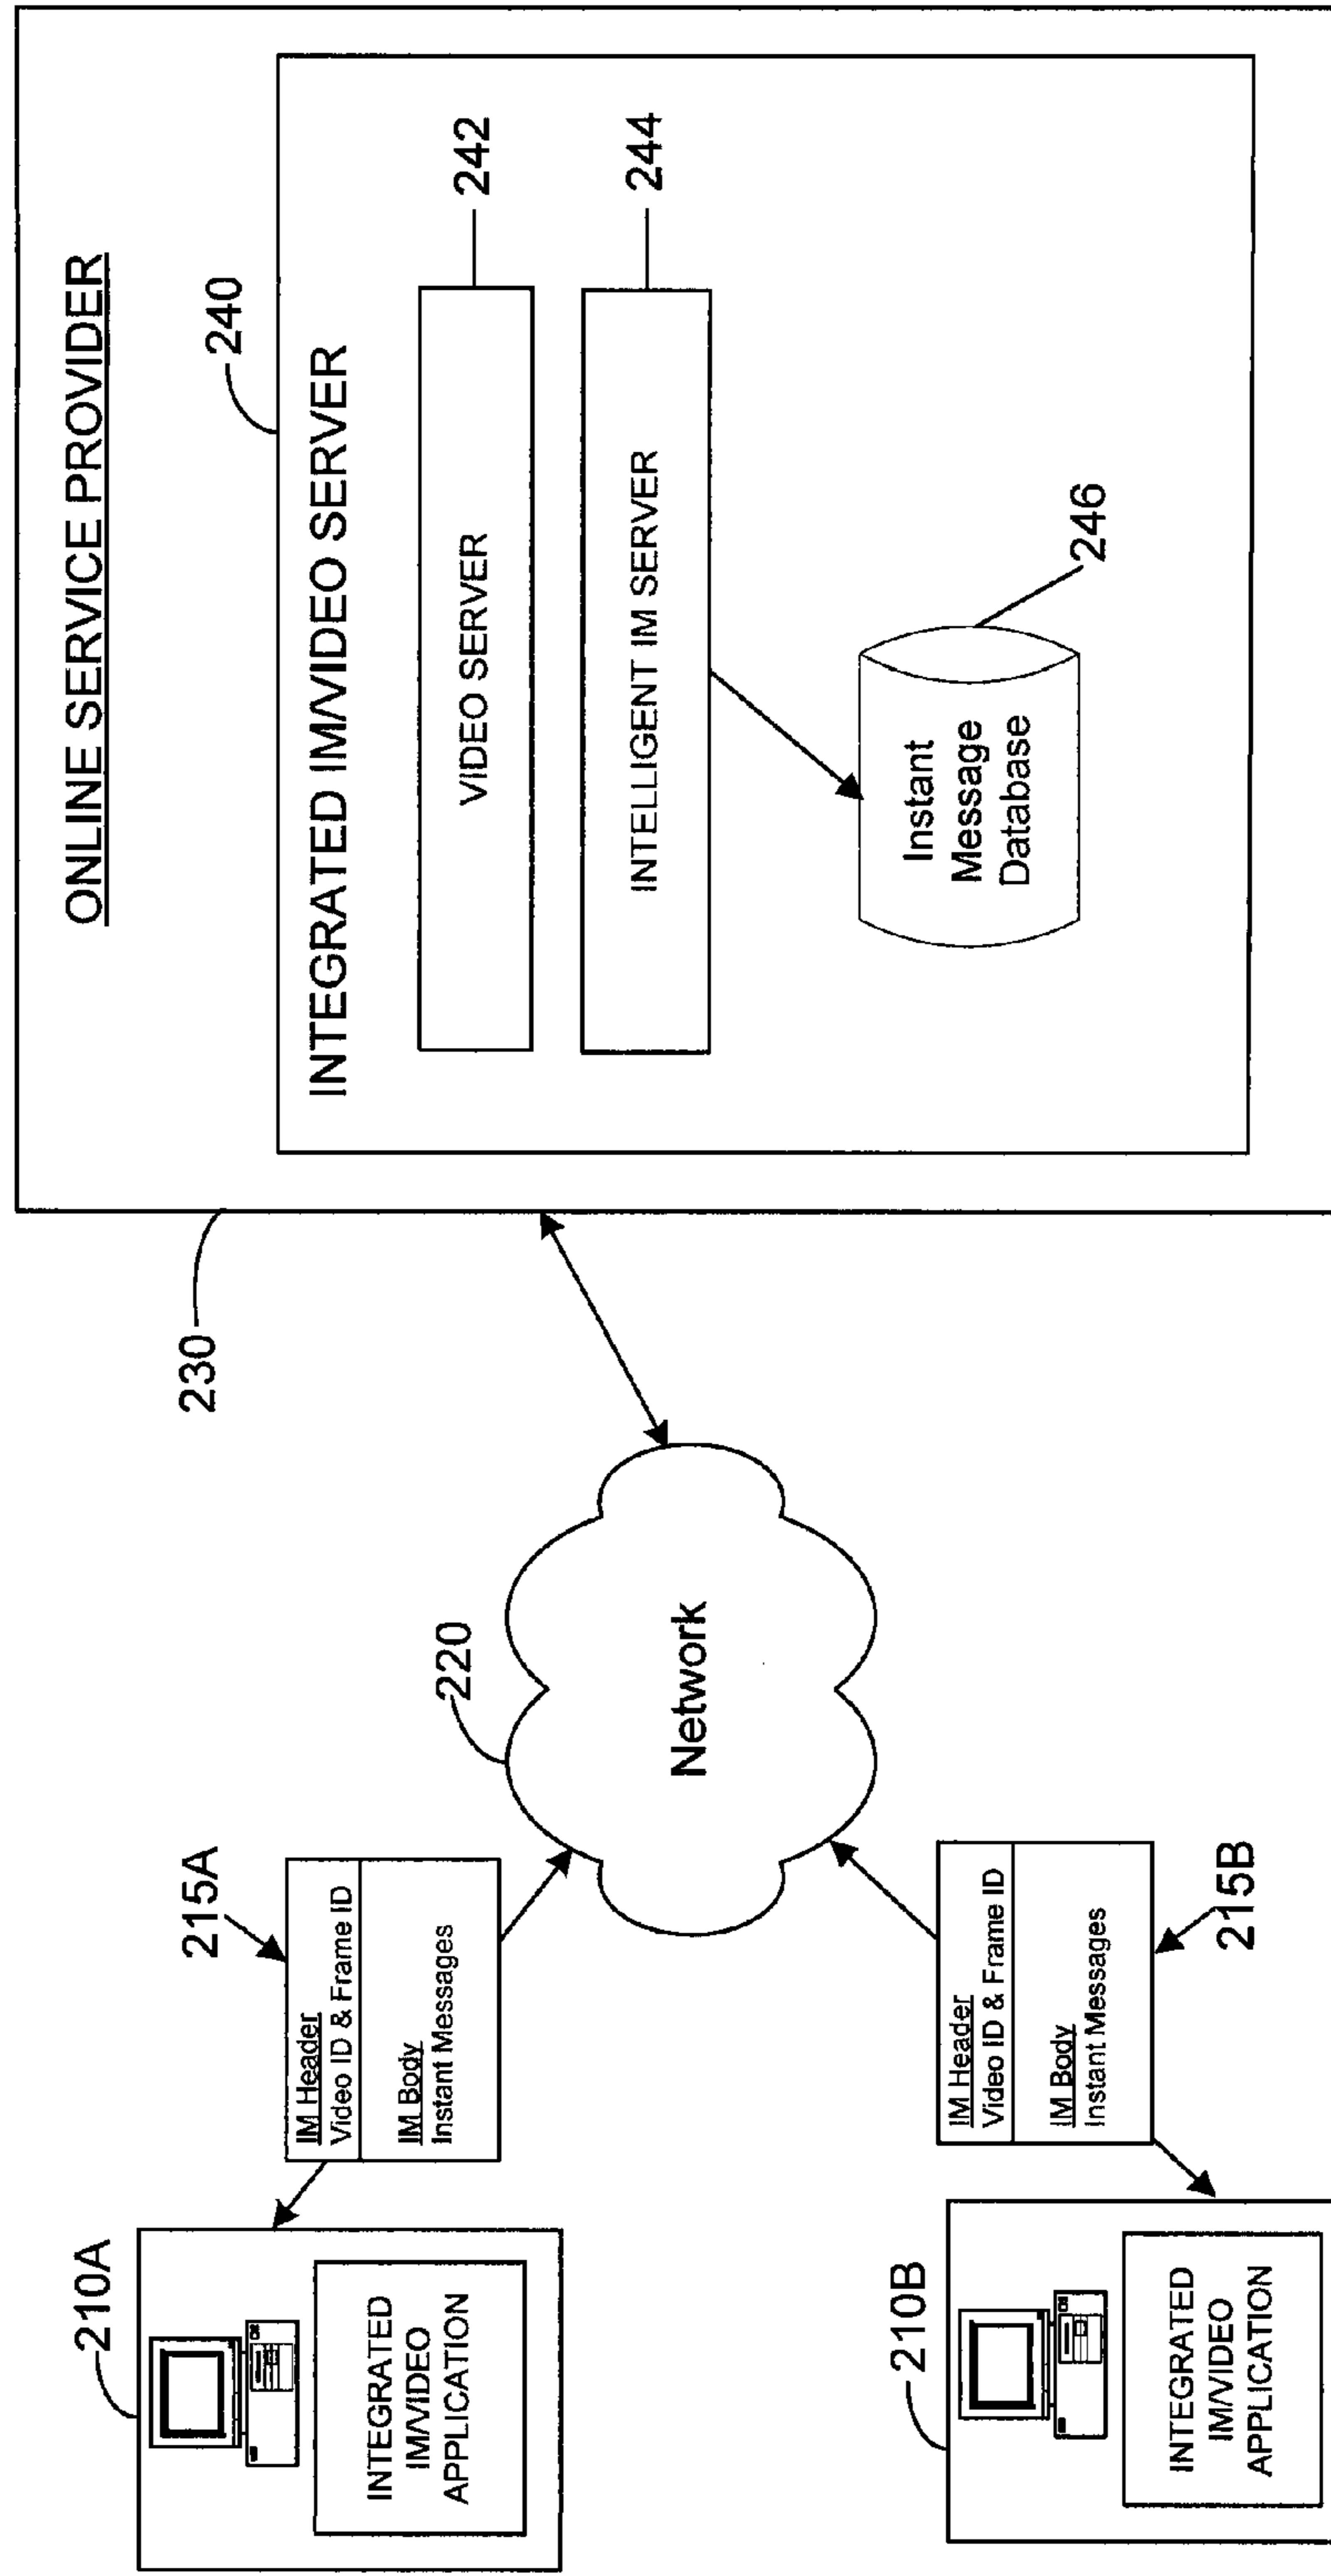 210A
INTEGRATED
IM/VIDEO
APPLICATION
215A
IM Header
Video ID & Frame ID
IM Body
Instant Messages
210B
INTEGRATED
IM/VIDEO
APPLICATION
IM Header
Video ID & Frame ID
IM Body
Instant Messages
215B
220
Network
230
ONLINE SERVICE PROVIDER
240
INTEGRATED IM/VIDEO SERVER
VIDEO SERVER
242
INTELLIGENT IM SERVER
244
Instant
Message
Database
246